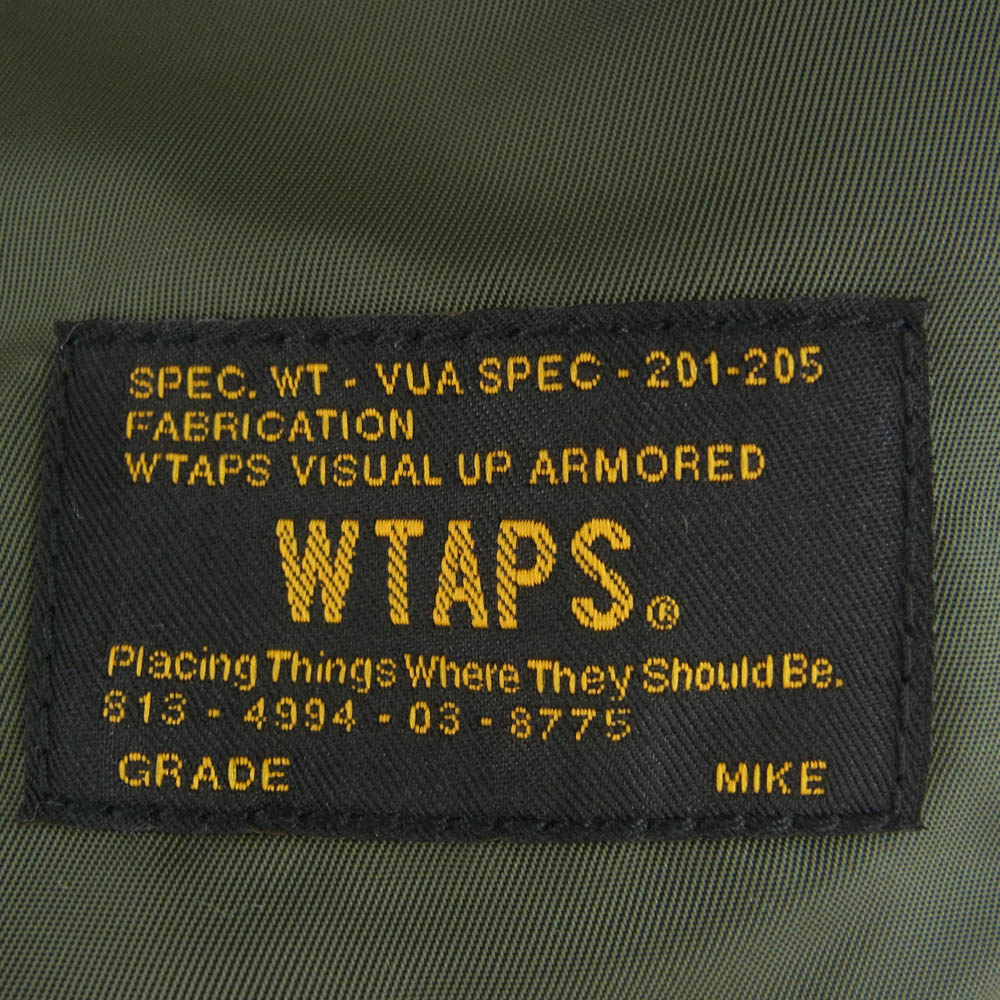 SPEC. WT - VUA SPEC - 201-205
FABRICATION
WTAPS VISUAL UP ARMORED
WTAPS®
Placing Things Where They Should Be.
813 - 4994 - 03 - 8775
GRADE MIKE